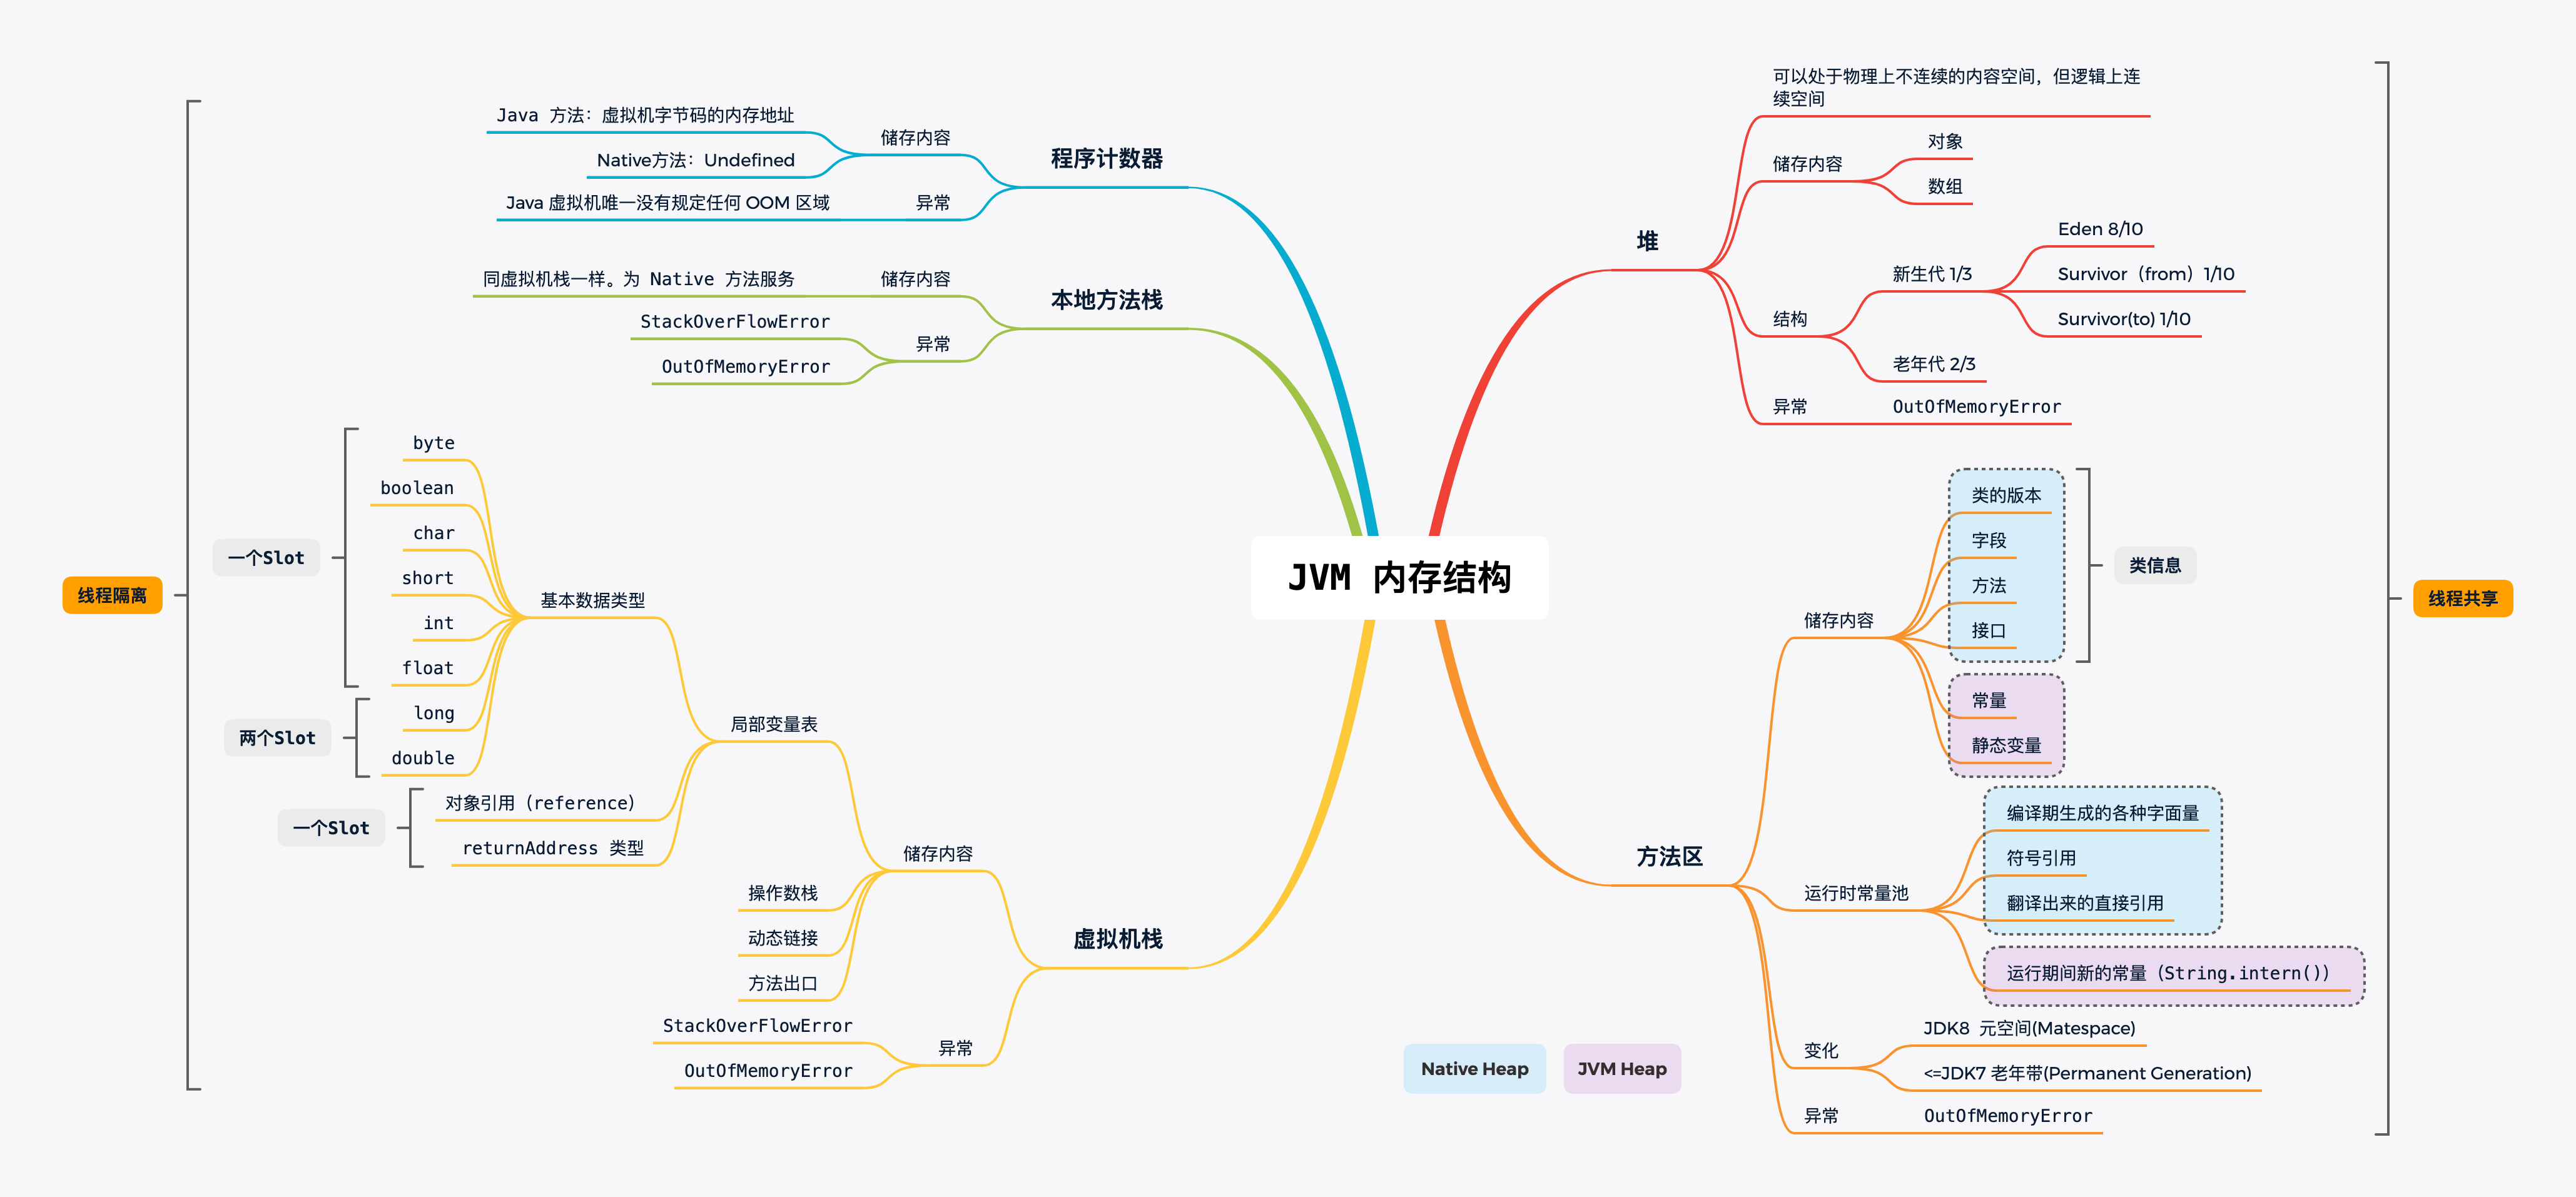 JVM 内存结构
线程隔离
程序计数器
储存内容
Java 方法：虚拟机字节码的内存地址
Native方法：Undefined
异常
Java 虚拟机唯一没有规定任何 OOM 区域
本地方法栈
储存内容
同虚拟机栈一样。为 Native 方法服务
异常
StackOverFlowError
OutOfMemoryError
虚拟机栈
储存内容
局部变量表
基本数据类型
一个Slot
byte
boolean
char
short
int
float
两个Slot
long
double
一个Slot
对象引用（reference）
returnAddress 类型
操作数栈
动态链接
方法出口
异常
StackOverFlowError
OutOfMemoryError
线程共享
堆
可以处于物理上不连续的内容空间，但逻辑上连
续空间
储存内容
对象
数组
结构
新生代 1/3
Eden 8/10
Survivor（from）1/10
Survivor(to) 1/10
老年代 2/3
异常
OutOfMemoryError
方法区
储存内容
类信息
类的版本
字段
方法
接口
常量
静态变量
运行时常量池
编译期生成的各种字面量
符号引用
翻译出来的直接引用
运行期间新的常量（String.intern()）
变化
JDK8 元空间(Matespace)
<=JDK7 老年带(Permanent Generation)
异常
OutOfMemoryError
Native Heap
JVM Heap